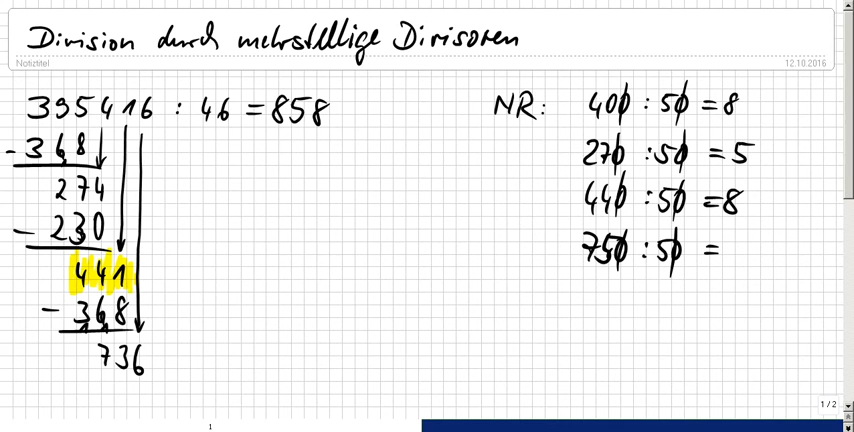 Division durch mehrstellige Divisoren
Notiztitel
12.10.2016
395416 : 46 = 858
- 368
274
- 230
441
- 368
736
NR: 400 : 50 = 8
270 : 50 = 5
440 : 50 = 8
750 : 50 =
1 / 2
1